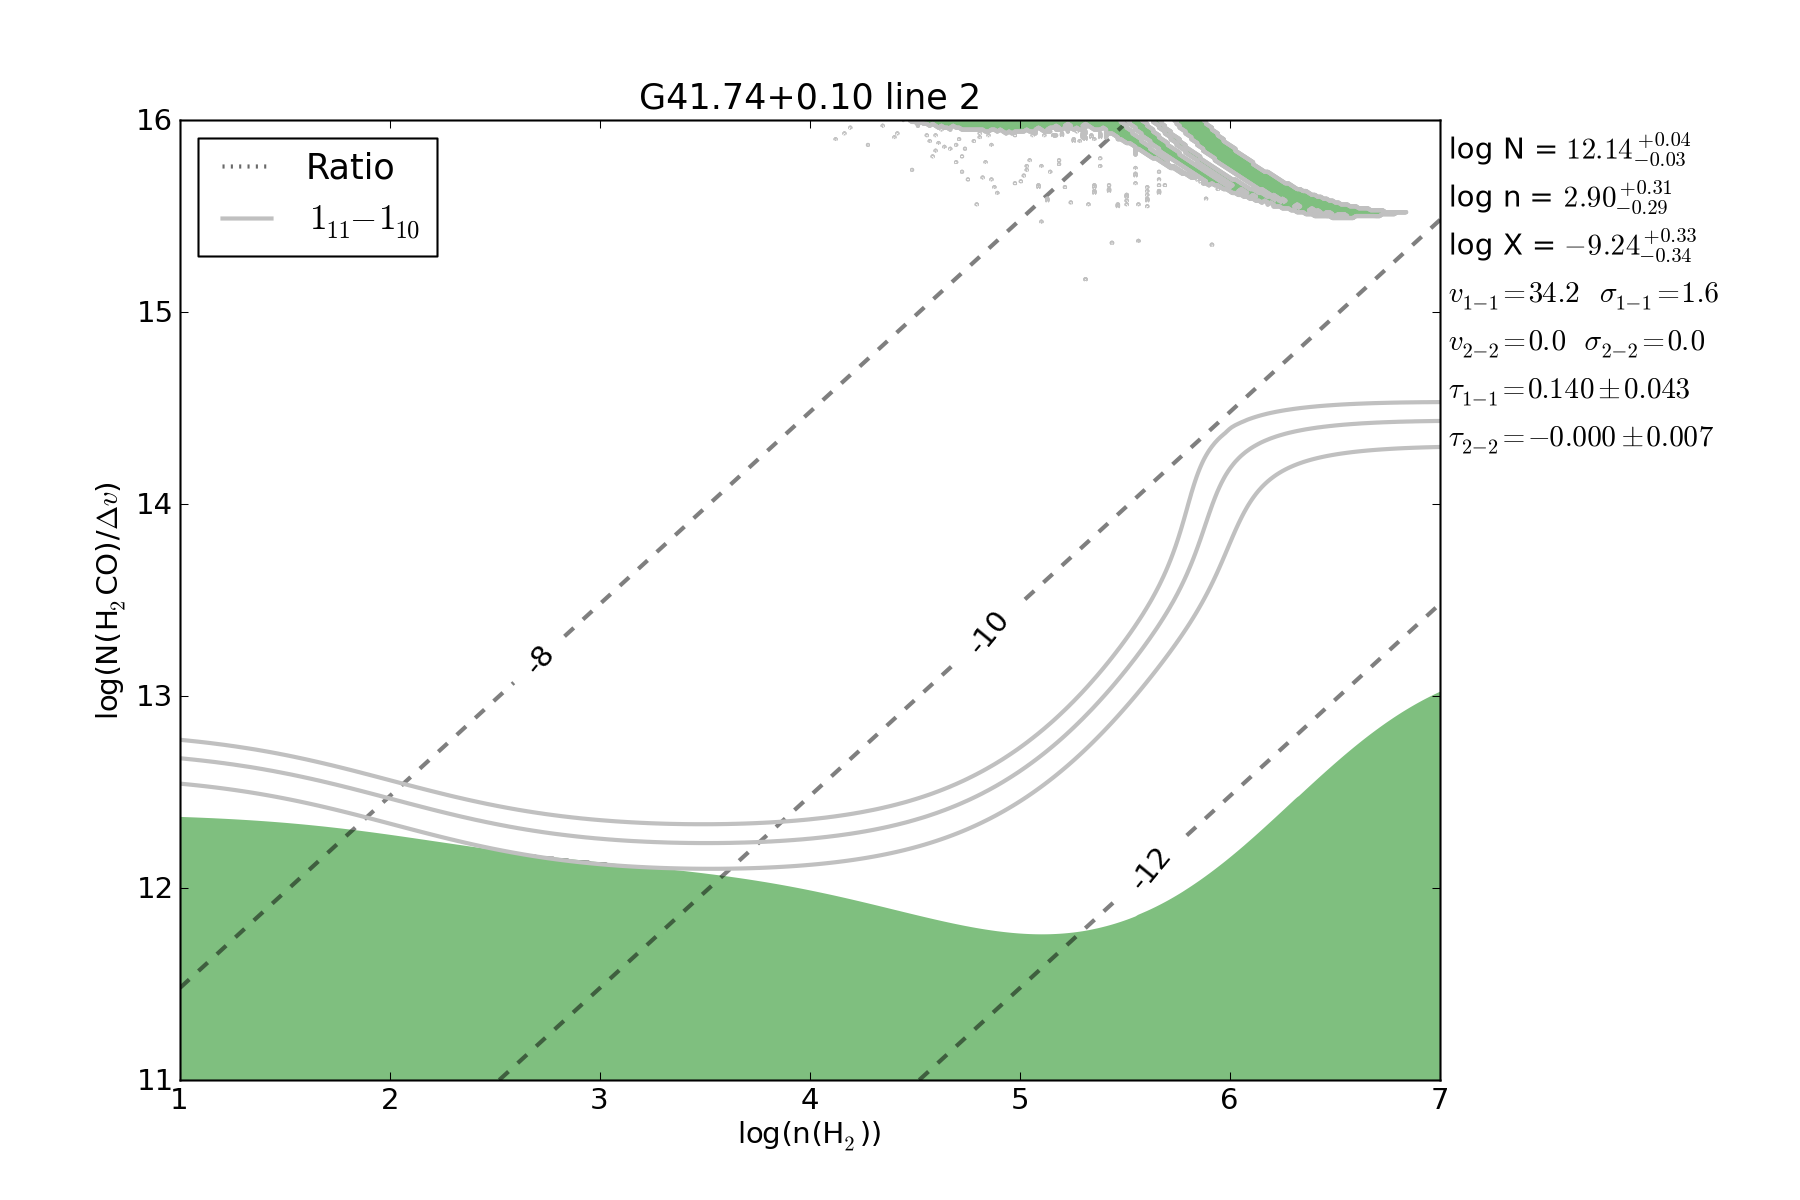 G41.74+0.10 line 2
16
15
14
13
12
11
log(N(H₂CO)/Δv)
Ratio
1₁₁−1₁₀
-8
-10
-12
1 2 3 4 5 6 7
log(n(H₂))
log N = 12.14 +0.04 −0.03
log n = 2.90 +0.31 −0.29
log X = −9.24 +0.33 −0.34
v₁₋₁=34.2 σ₁₋₁=1.6
v₂₋₂=0.0 σ₂₋₂=0.0
τ₁₋₁=0.140±0.043
τ₂₋₂=−0.000±0.007